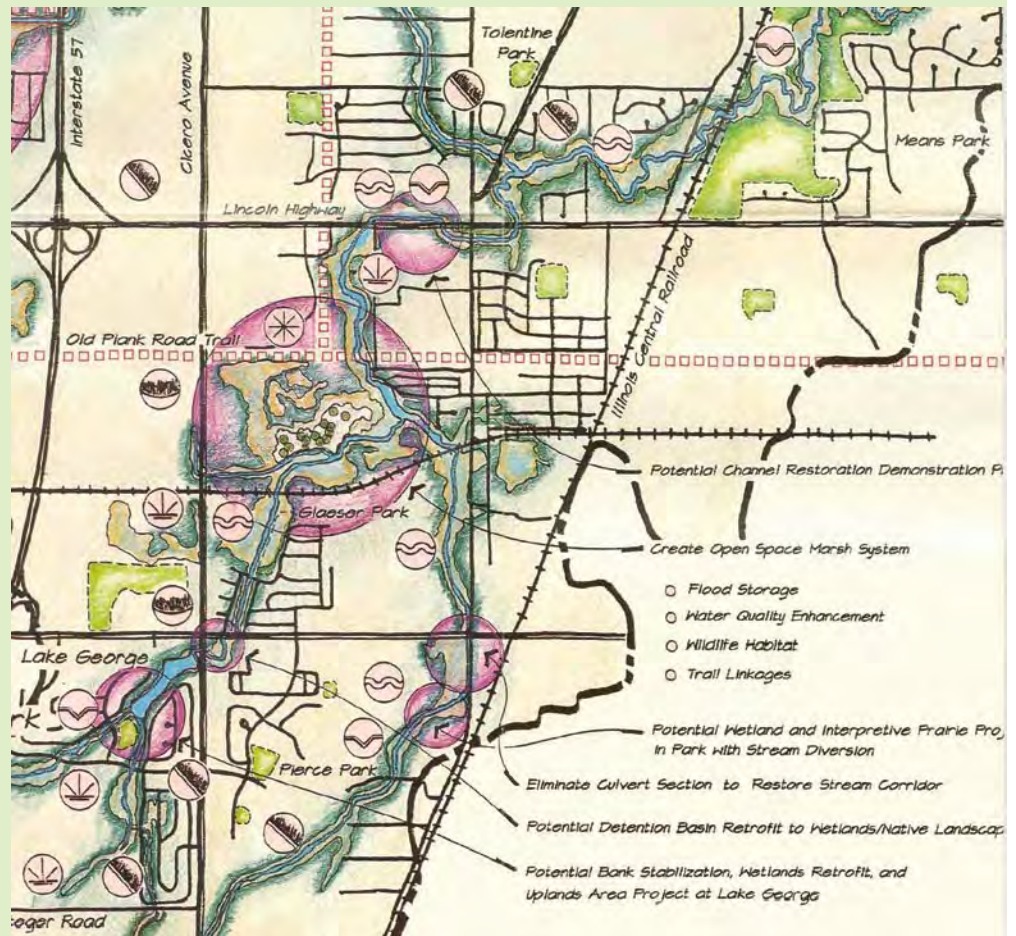 Tolentine
Park
Interstate 57
Cicero Avenue
Means Park
Lincoln Highway
Old Plank Road Trail
Illinois Central Railroad
Potential Channel Restoration Demonstration
Glaeser Park
Create Open Space Marsh System
Flood Storage
Water Quality Enhancement
Wildlife Habitat
Trail Linkages
Lake George
Potential Wetland and Interpretive Prairie
in Park with Stream Diversion
Pierce Park
Eliminate Culvert Section to Restore Stream Corridor
Potential Detention Basin Retrofit to Wetlands/Native
Potential Bank Stabilization, Wetlands Retrofit, and
Uplands Area Project at Lake George
Road